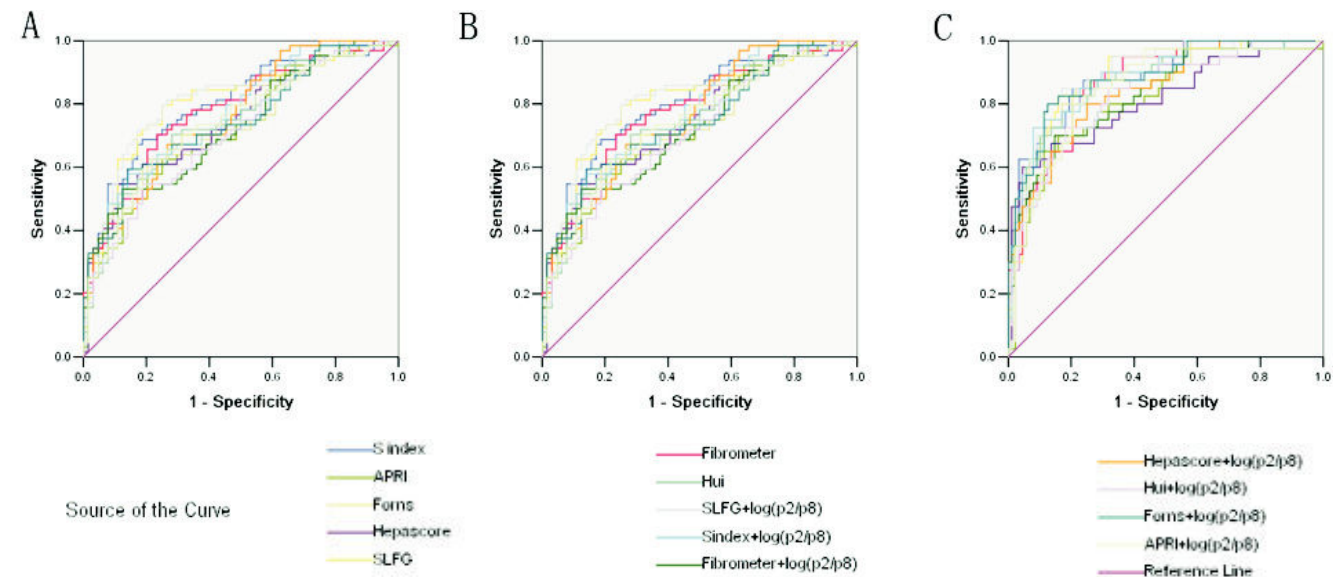 A
B
C
1.0
0.8
0.6
0.4
0.2
0.0
Sensitivity
0.0 0.2 0.4 0.6 0.8 1.0
1 - Specificity
1.0
0.8
0.6
0.4
0.2
0.0
Sensitivity
0.0 0.2 0.4 0.6 0.8 1.0
1 - Specificity
1.0
0.8
0.6
0.4
0.2
0.0
Sensitivity
0.0 0.2 0.4 0.6 0.8 1.0
1 - Specificity
Source of the Curve
S index
APRI
Forns
Hepascore
SLFG
Fibrometer
Hui
SLFG+log(p2/p8)
Sindex+log(p2/p8)
Fibrometer+log(p2/p8)
Hepascore+log(p2/p8)
Hui+log(p2/p8)
Forns+log(p2/p8)
APRI+log(p2/p8)
Reference Line